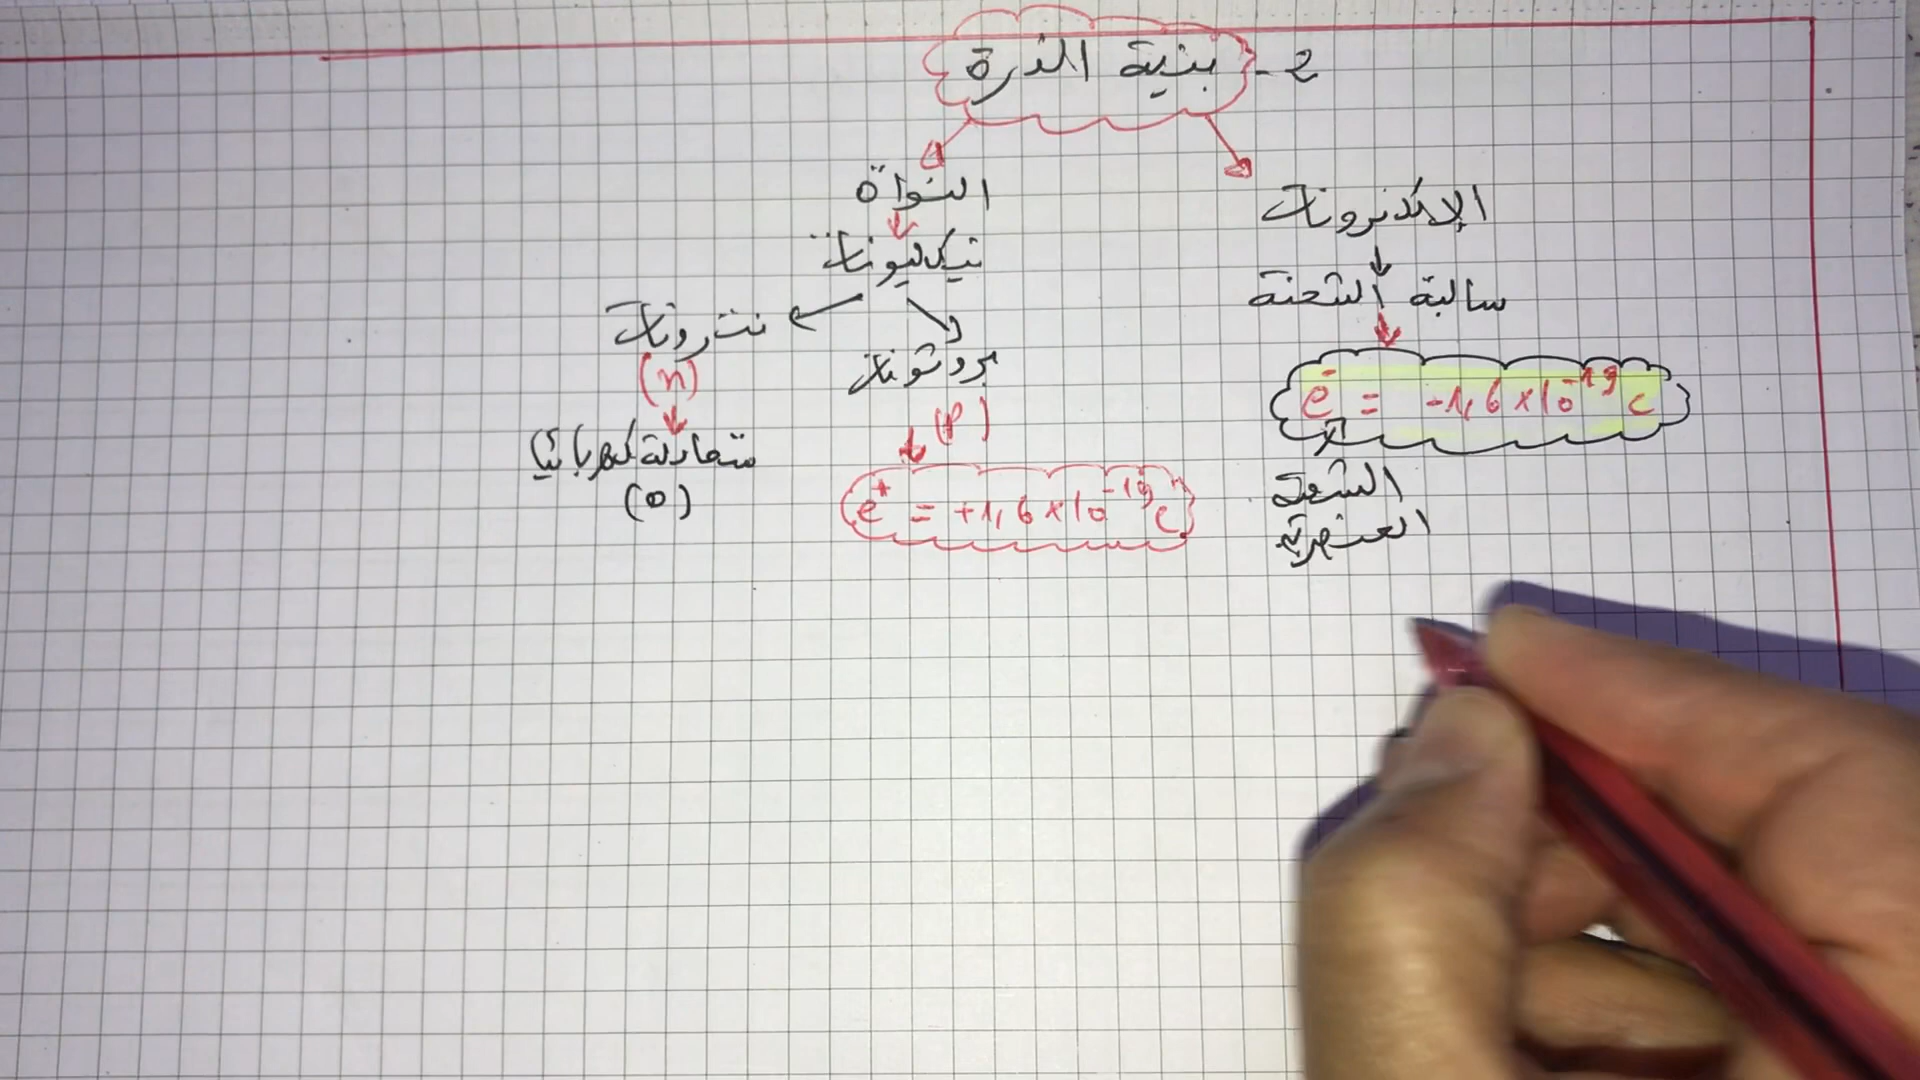 2 - بنية الذرة
الإلكترونات
سالبة الشحنة
e⁻ = -1,6 x 10⁻¹⁹ c
الشحنة
العنصرية
النواة
نيكليونات
بروتونات
(P)
e⁺ = +1,6 x 10⁻¹⁹ c
نترونات
(n)
متعادلة كهربائيا
(0)